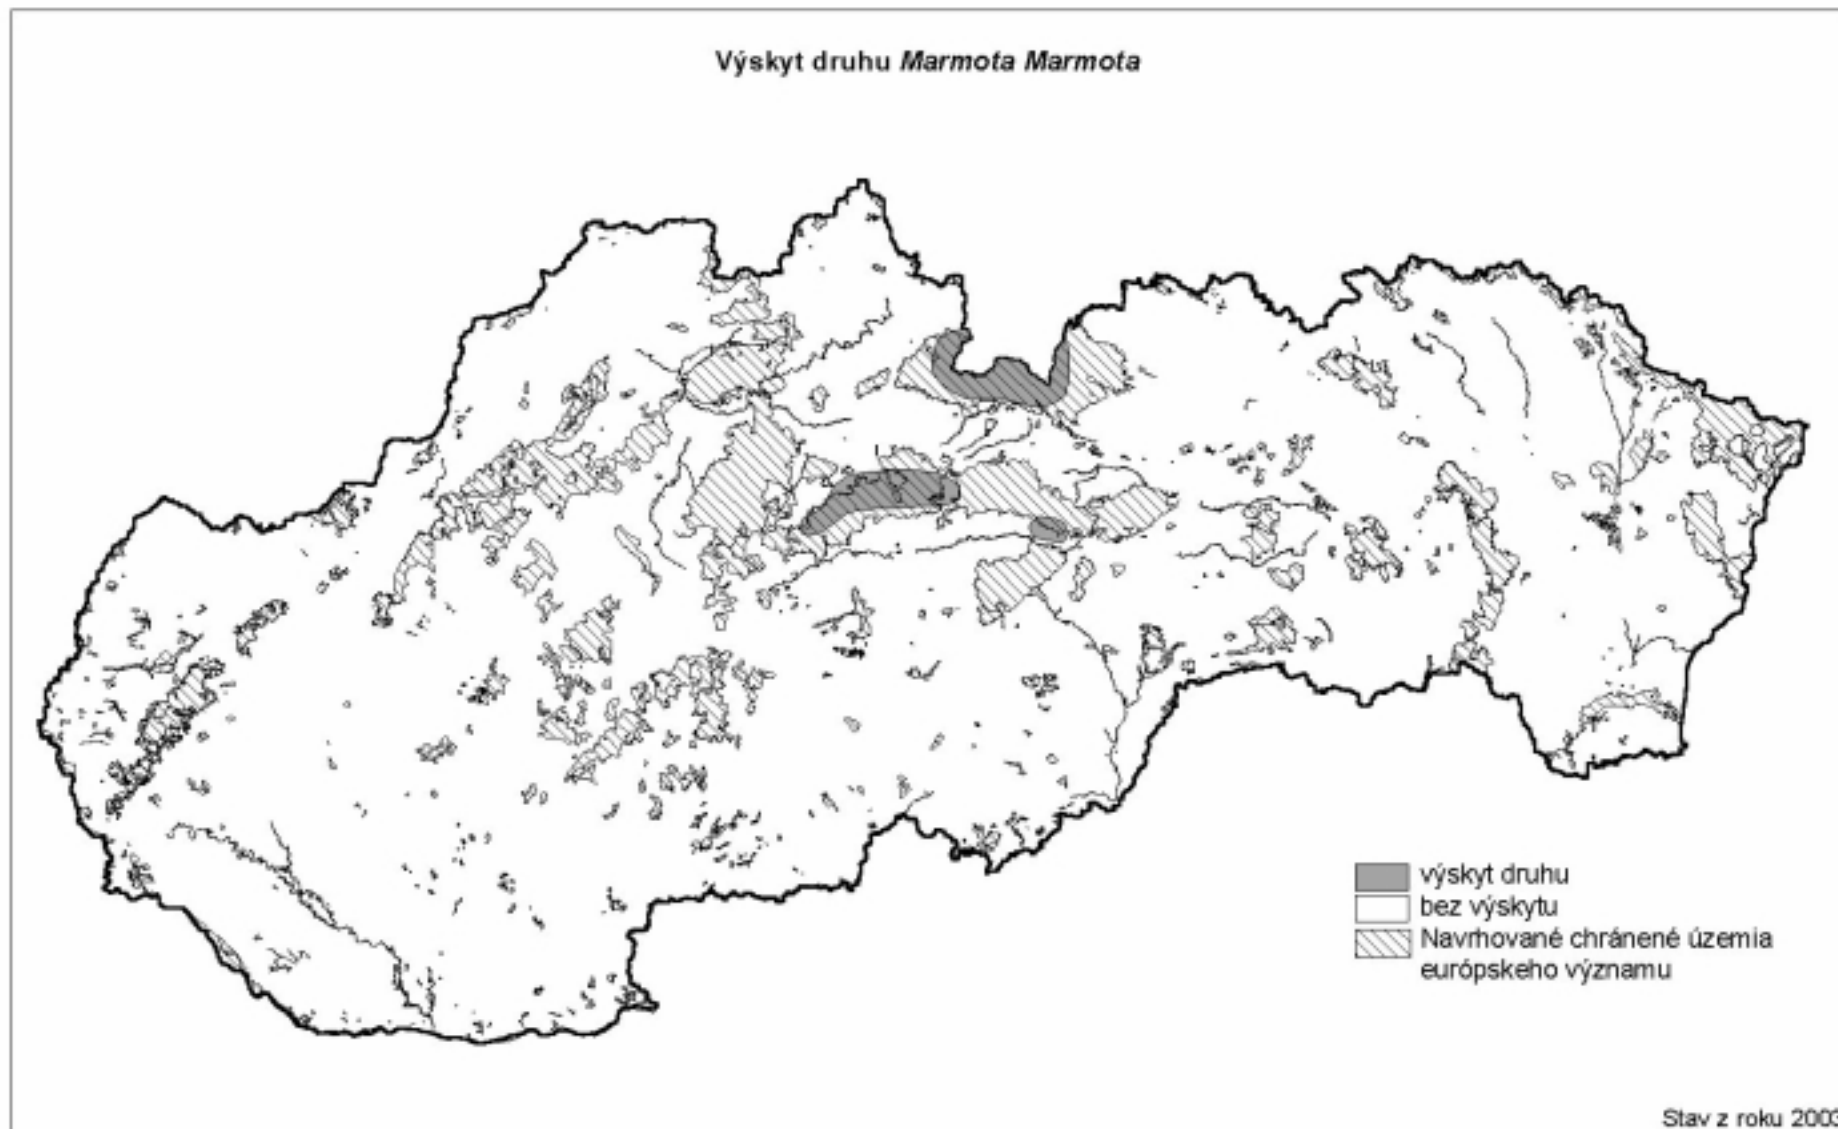 Výskyt druhu Marmota Marmota
výskyt druhu
bez výskytu
Navrhované chránené územia
európskeho významu
Stav z roku 2003